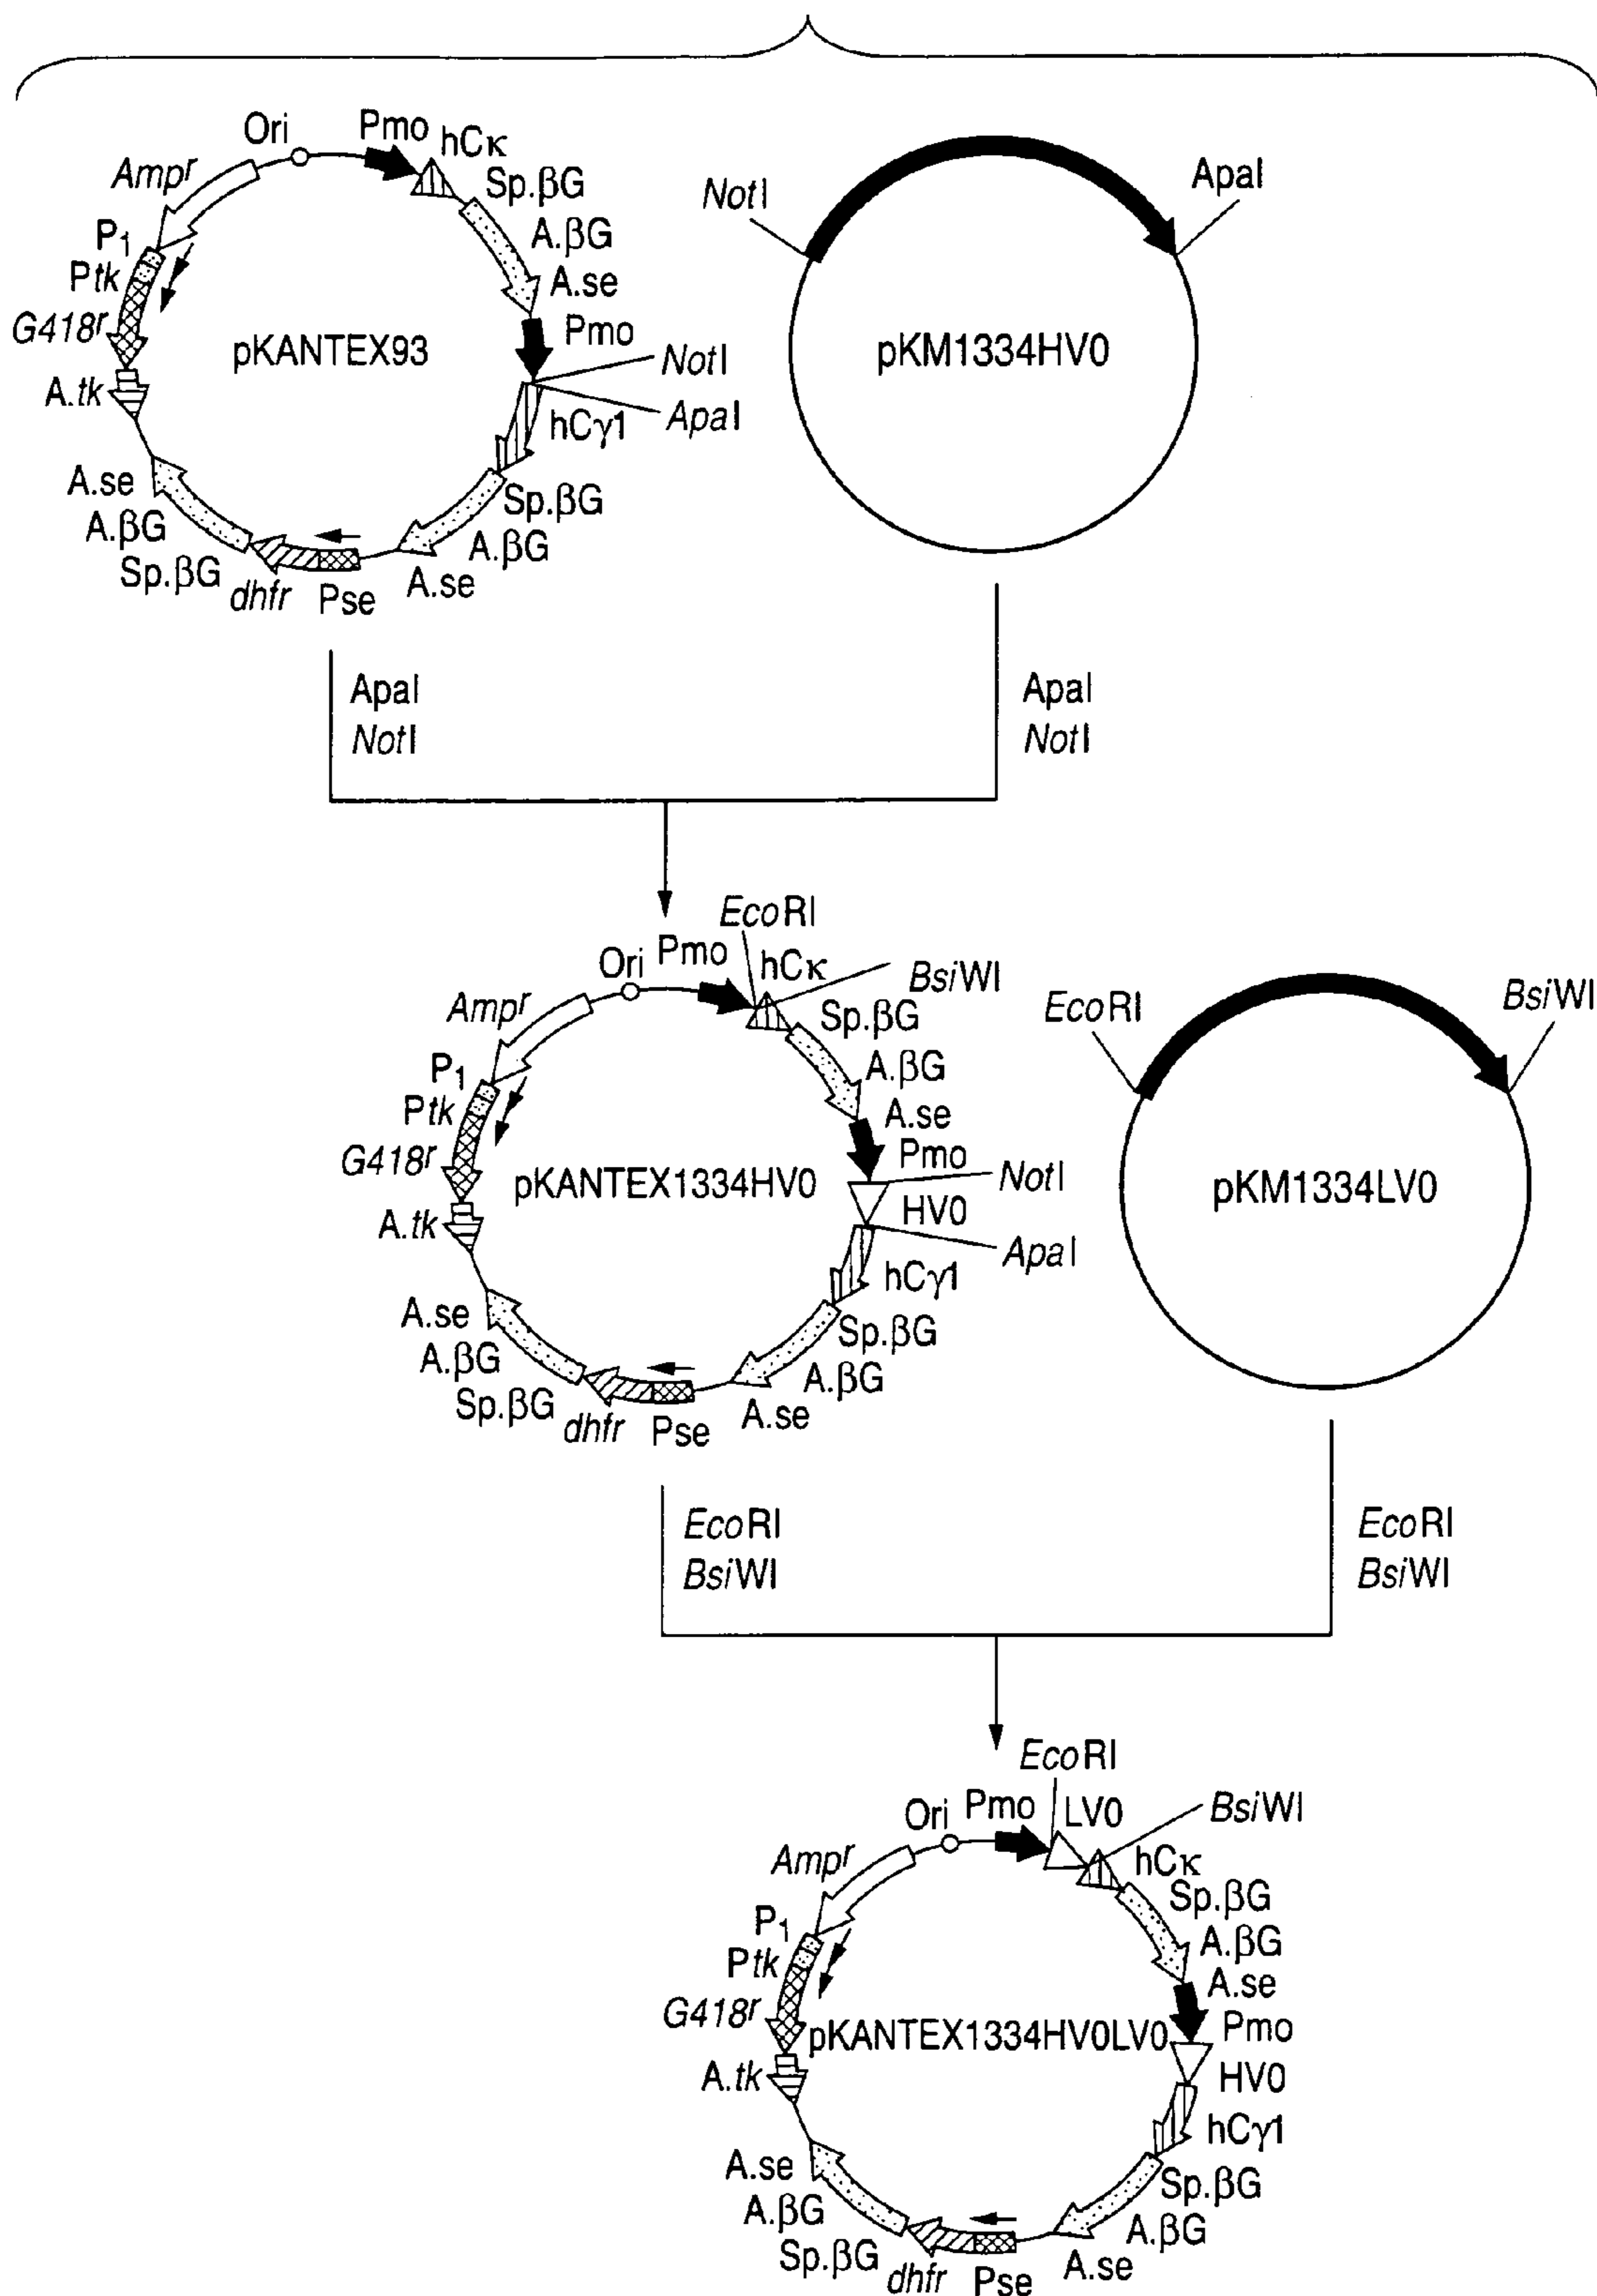 Ori
Pmo
hCκ
Ampr
Sp.βG
A.βG
A.se
P1
Ptk
G418r
pKANTEX93
Pmo
NotI
A.tk
hCγ1
ApaI
A.se
A.βG
Sp.βG
dhfr
Pse
A.se
A.βG
Sp.βG
NotI
ApaI
pKM1334HV0
ApaI
NotI
ApaI
NotI
EcoRI
Ori
Pmo
hCκ
BsiWI
Ampr
Sp.βG
A.βG
A.se
P1
Ptk
G418r
pKANTEX1334HV0
Pmo
NotI
HV0
A.tk
ApaI
hCγ1
A.se
A.βG
Sp.βG
dhfr
Pse
A.se
A.βG
Sp.βG
EcoRI
BsiWI
pKM1334LV0
EcoRI
BsiWI
EcoRI
BsiWI
EcoRI
Ori
Pmo
LV0
BsiWI
Ampr
hCκ
Sp.βG
A.βG
A.se
P1
Ptk
G418r
pKANTEX1334HV0LV0
Pmo
HV0
A.tk
hCγ1
A.se
A.βG
Sp.βG
dhfr
Pse
A.se
A.βG
Sp.βG